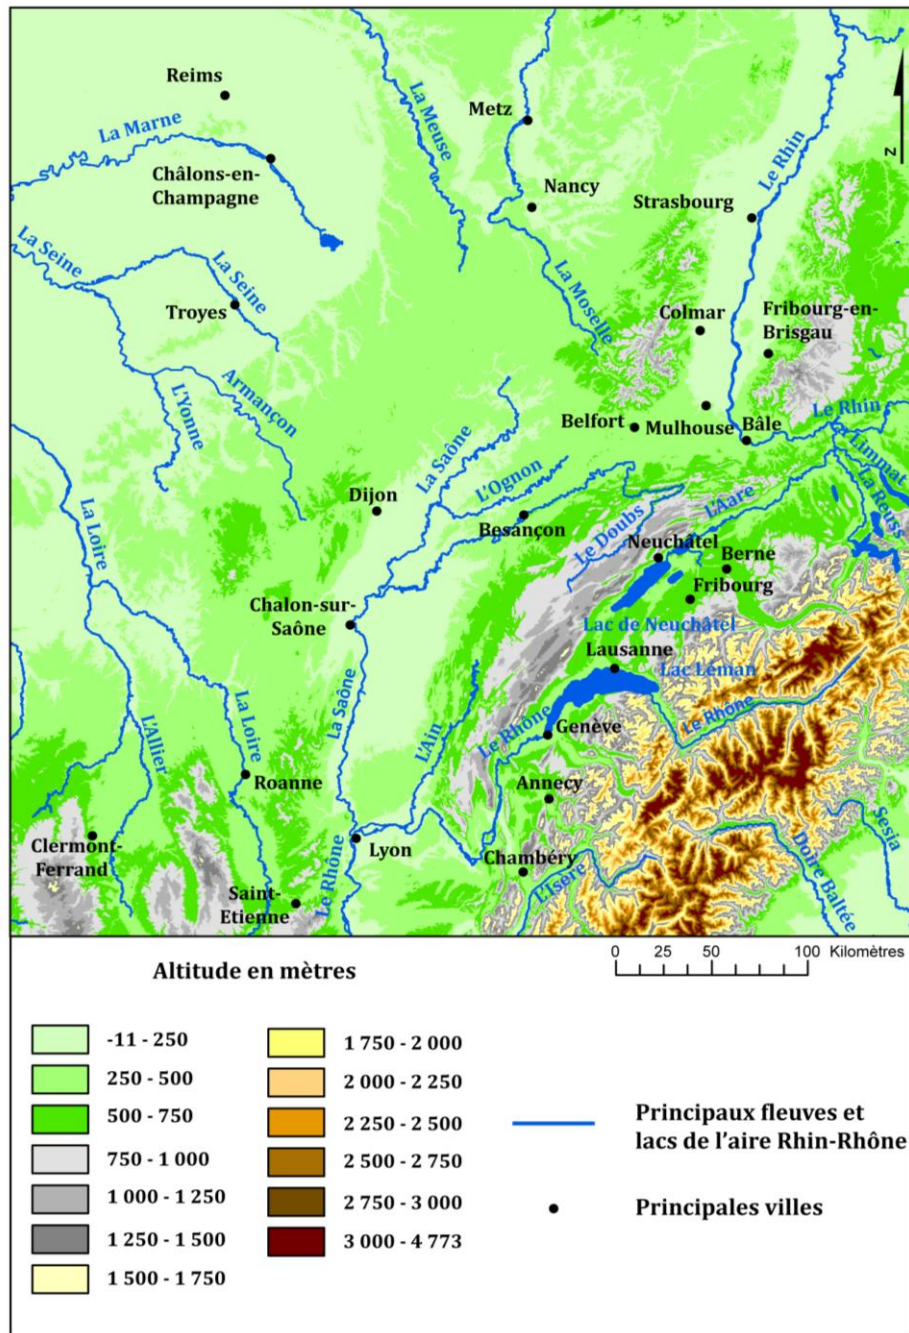 Reims
La Marne
Châlons-en-
Champagne
La Meuse
Metz
Nancy
Strasbourg
Le Rhin
z
La Seine
La Seine
Troyes
La Moselle
Colmar
Fribourg-en-
Brisgau
L'Yonne
Armançon
Belfort
Mulhouse
Bâle
Le Rhin
La Limmat
La Reuss
La Saône
L'Ognon
Dijon
Besançon
Le Doubs
L'Aare
Neuchâtel
Berne
Fribourg
La Loire
Chalon-sur-
Saône
Lac de Neuchâtel
Lausanne
Lac Léman
La Saône
L'Ain
Le Rhône
Genève
Le Rhône
L'Allier
La Loire
Roanne
Annecy
Clermont-
Ferrand
Lyon
Chambéry
L'Isère
Doire Baltée
Sesia
Saint-
Etienne
Le Rhône
Altitude en mètres
0 25 50 100 Kilomètres
-11 - 250
250 - 500
500 - 750
750 - 1 000
1 000 - 1 250
1 250 - 1 500
1 500 - 1 750
1 750 - 2 000
2 000 - 2 250
2 250 - 2 500
2 500 - 2 750
2 750 - 3 000
3 000 - 4 773
Principaux fleuves et
lacs de l'aire Rhin-Rhône
Principales villes